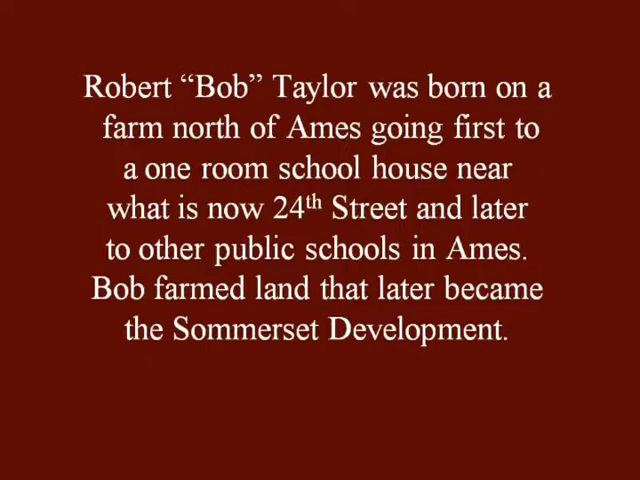 Robert “Bob” Taylor was born on a
farm north of Ames going first to
a one room school house near
what is now 24th Street and later
to other public schools in Ames.
Bob farmed land that later became
the Sommerset Development.